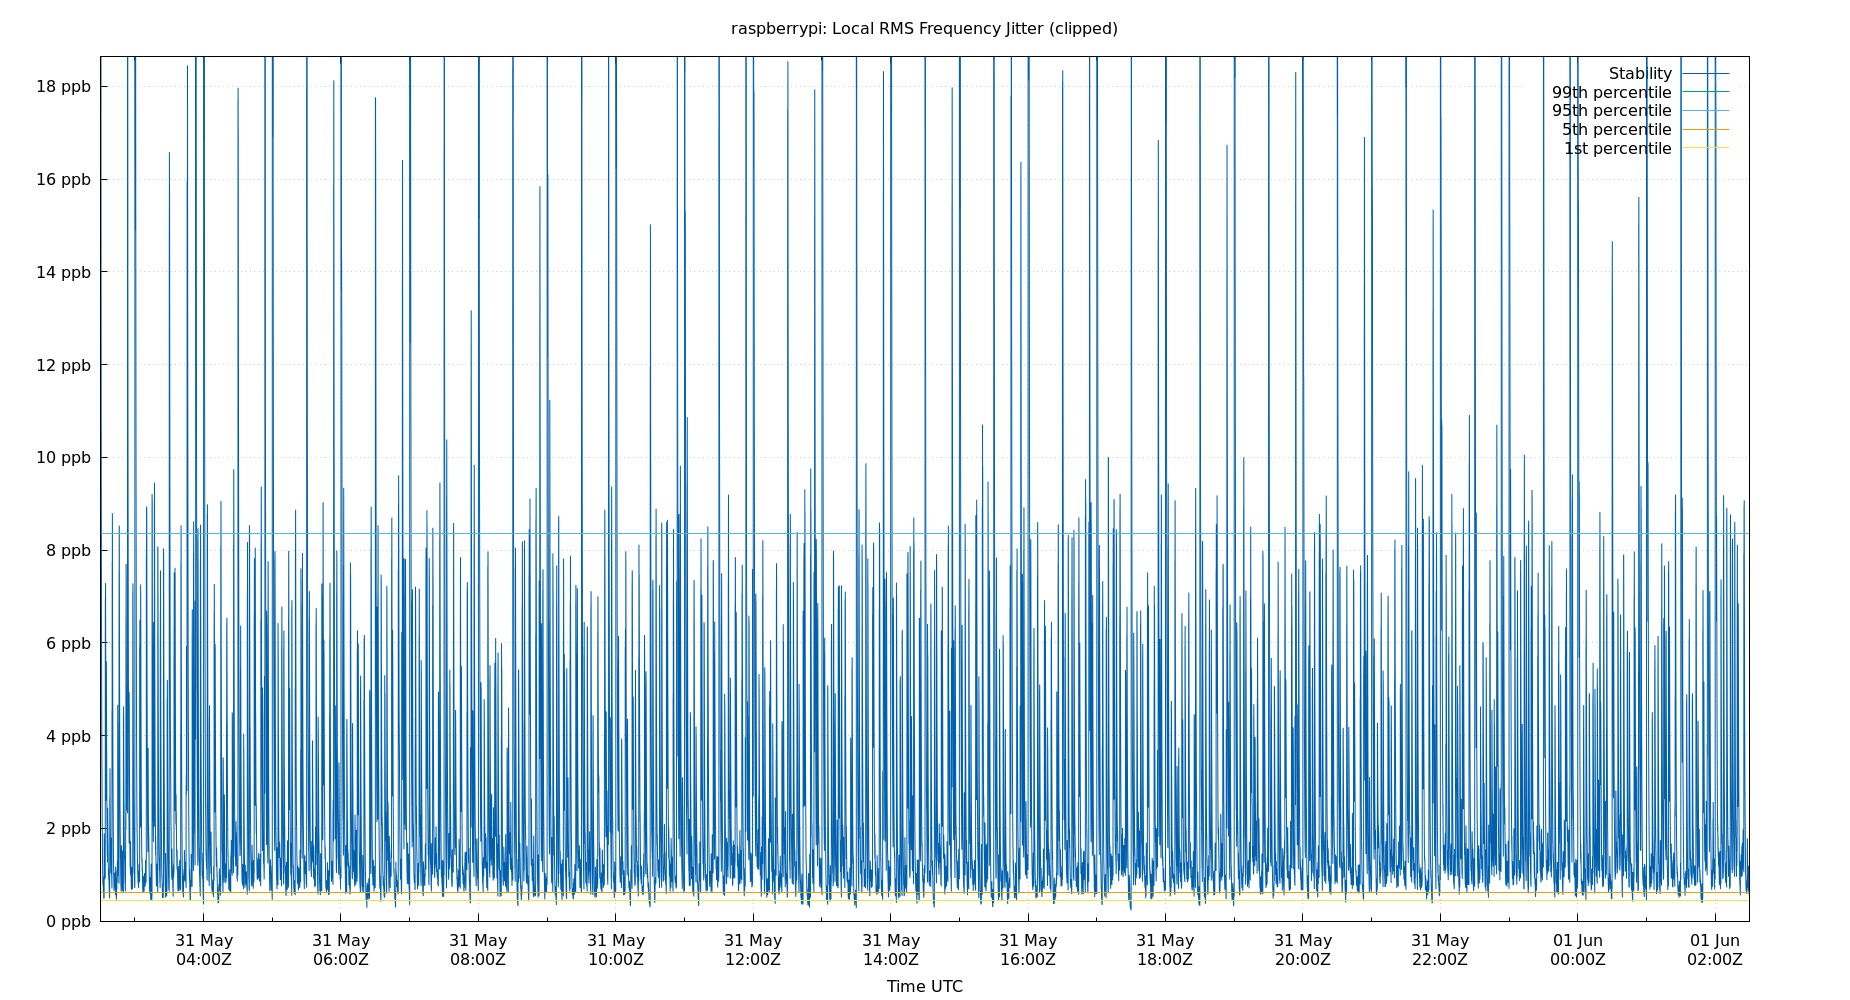 raspberrypi: Local RMS Frequency Jitter (clipped)
Stability
99th percentile
95th percentile
5th percentile
1st percentile
18 ppb
16 ppb
14 ppb
12 ppb
10 ppb
8 ppb
6 ppb
4 ppb
2 ppb
0 ppb
31 May 31 May 31 May 31 May 31 May 31 May 31 May 31 May 31 May 31 May 01 Jun 01 Jun
04:00Z 06:00Z 08:00Z 10:00Z 12:00Z 14:00Z 16:00Z 18:00Z 20:00Z 22:00Z 00:00Z 02:00Z
Time UTC